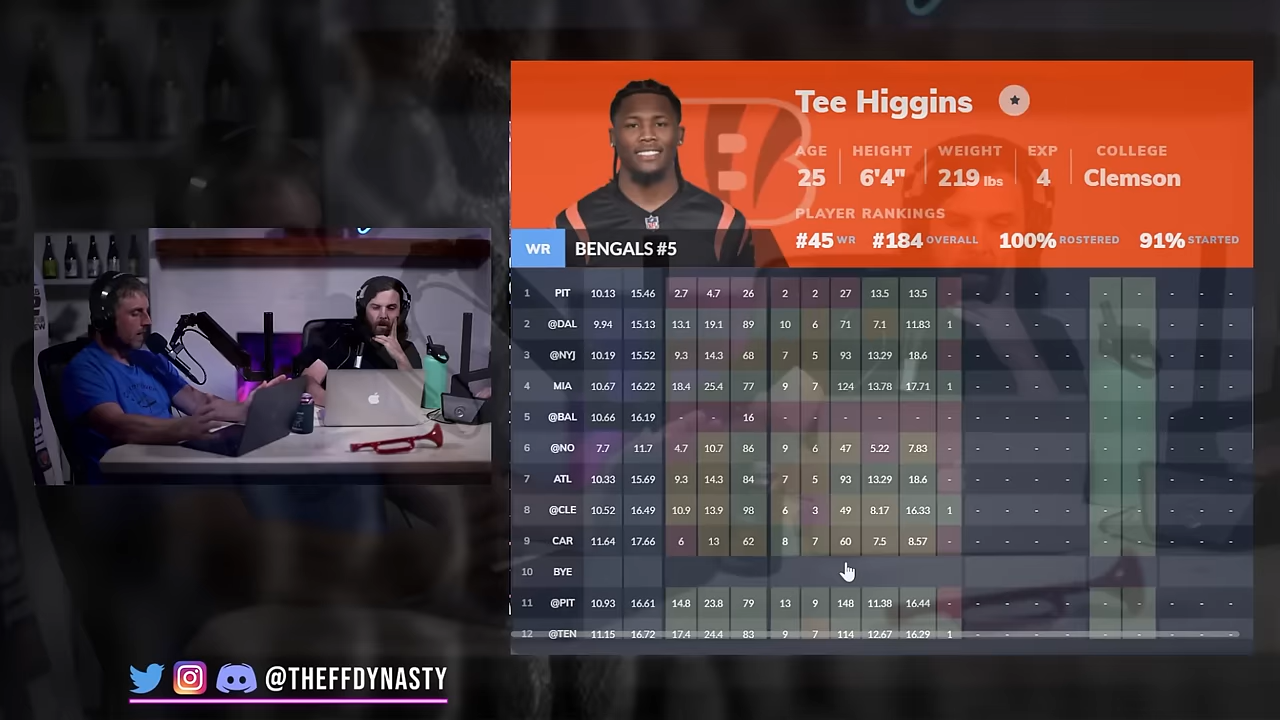 Tee Higgins
AGE HEIGHT WEIGHT EXP COLLEGE
25 6'4" 219 lbs 4 Clemson
PLAYER RANKINGS
#45 WR #184 OVERALL 100% ROSTERED 91% STARTED
WR BENGALS #5
1 PIT 10.13 15.46 2.7 4.7 26 2 2 27 13.5 13.5 - - - - - - - - - -
2 @DAL 9.94 15.13 13.1 19.1 89 10 6 71 7.1 11.83 1 - - - - - - - - -
3 @NYJ 10.19 15.52 9.3 14.3 68 7 5 93 13.29 18.6 - - - - - - - - - -
4 MIA 10.67 16.22 18.4 25.4 77 9 7 124 13.78 17.71 1 - - - - - - - - -
5 @BAL 10.66 16.19 - - 16 - - - - - - - - - - - - - - -
6 @NO 7.7 11.7 4.7 10.7 86 9 6 47 5.22 7.83 - - - - - - - - - -
7 ATL 10.33 15.69 9.3 14.3 84 7 5 93 13.29 18.6 - - - - - - - - - -
8 @CLE 10.52 16.49 10.9 13.9 98 6 3 49 8.17 16.33 1 - - - - - - - - -
9 CAR 11.64 17.66 6 13 62 8 7 60 7.5 8.57 - - - - - - - - - -
10 BYE
11 @PIT 10.93 16.61 14.8 23.8 79 13 9 148 11.38 16.44 - - - - - - - - - -
12 @TEN 11.15 16.72 17.4 24.4 83 9 7 114 12.67 16.29 1 - - - - - - - - -
@THEFFDYNASTY